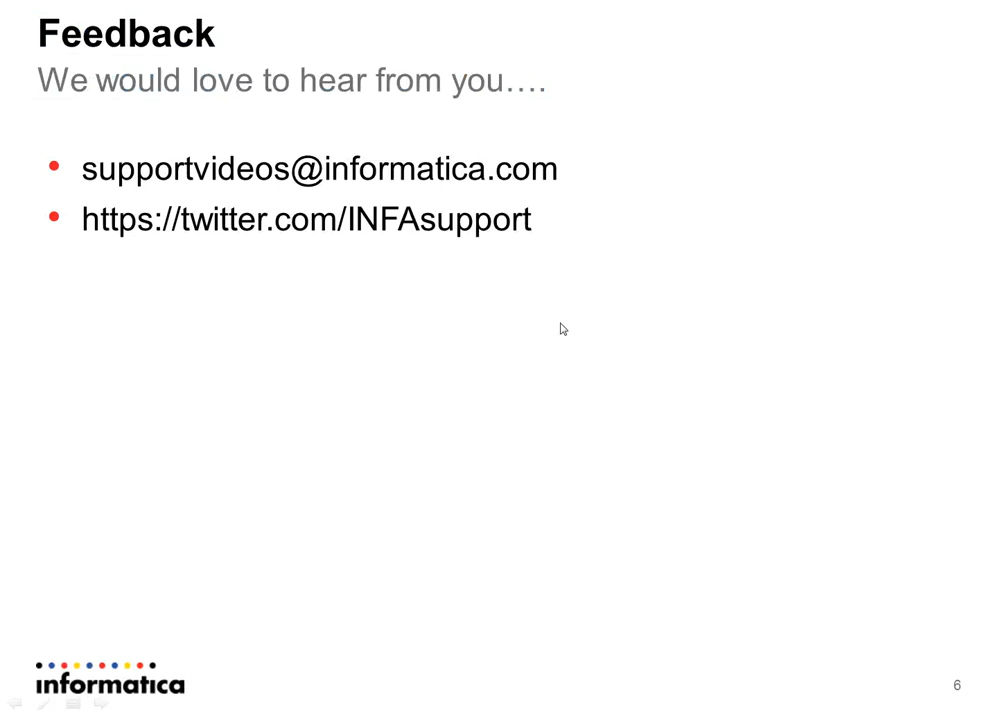 Feedback
We would love to hear from you….
supportvideos@informatica.com
https://twitter.com/INFAsupport
informatica
6